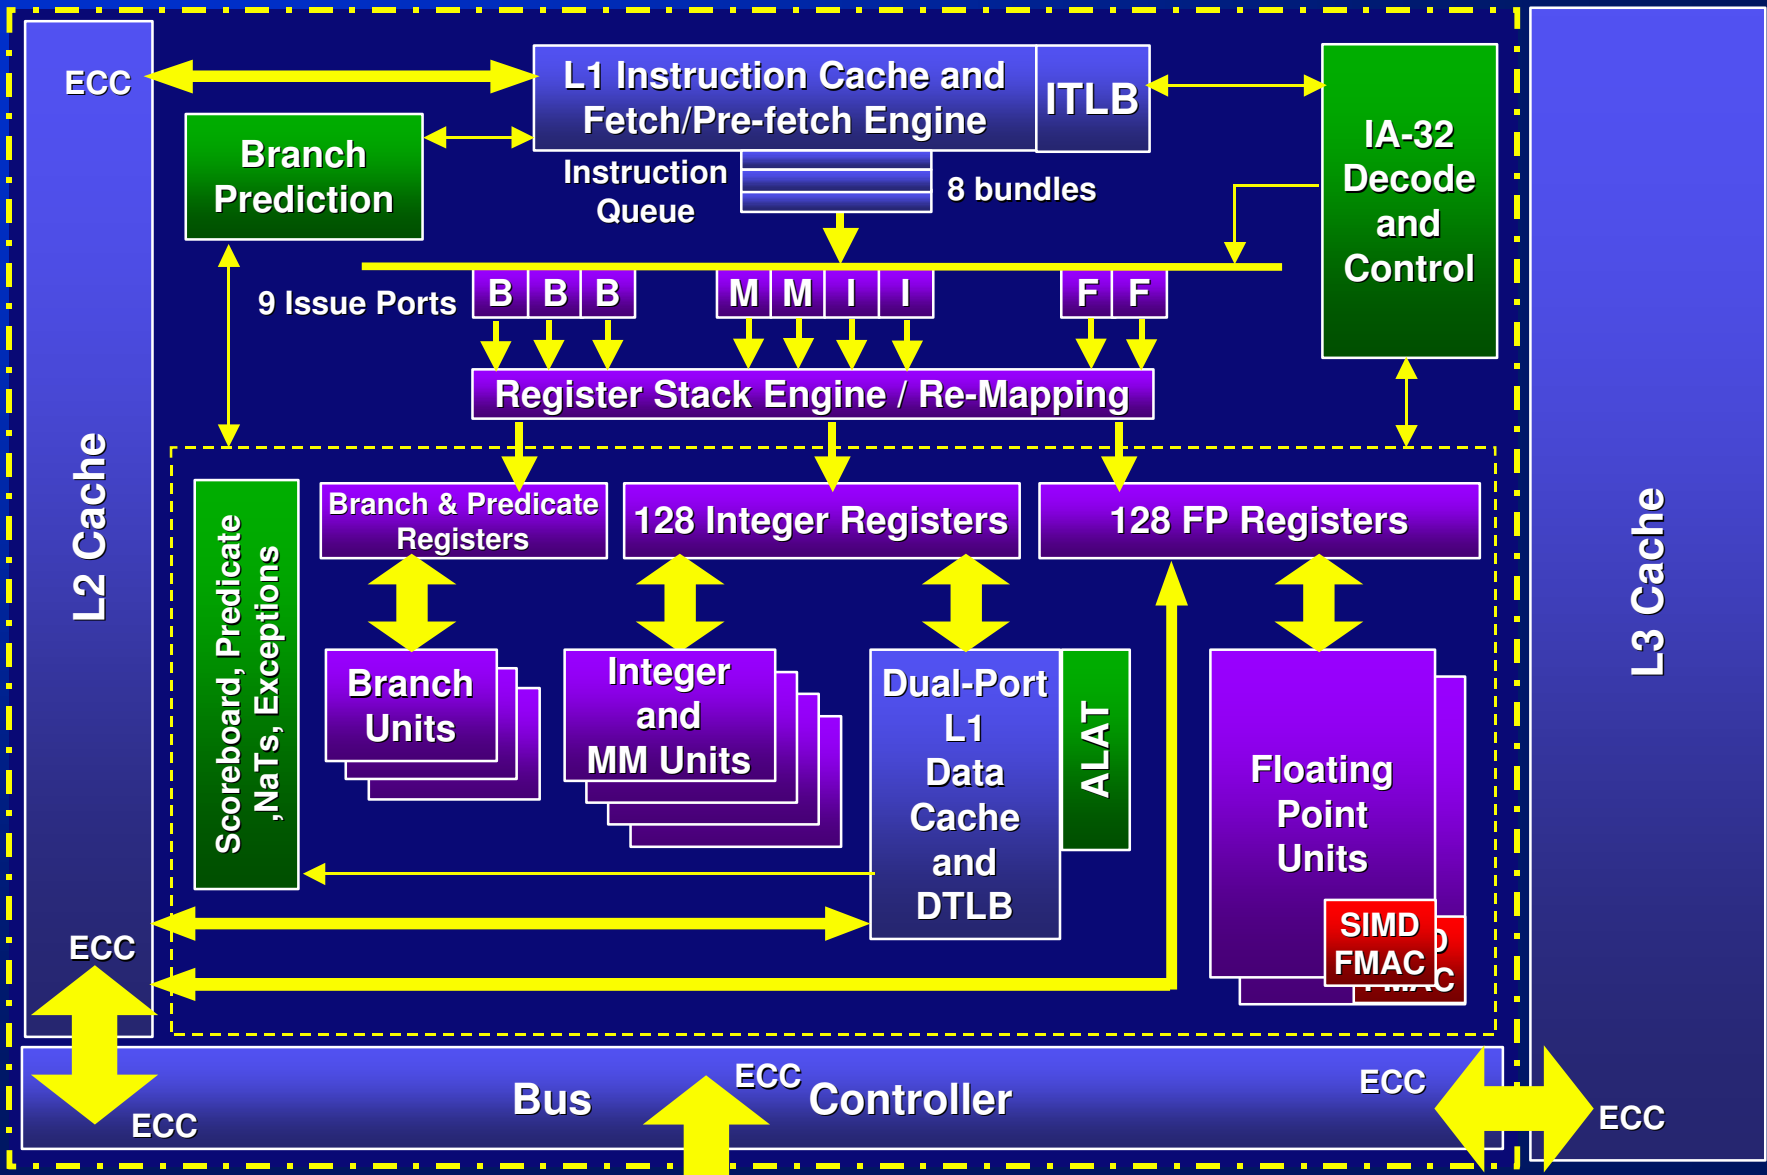 ECC
L1 Instruction Cache and
Fetch/Pre-fetch Engine
ITLB
IA-32
Decode
and
Control
Branch
Prediction
Instruction
Queue
8 bundles
9 Issue Ports
B B B M M I I F F
Register Stack Engine / Re-Mapping
L2 Cache
L3 Cache
Scoreboard, Predicate
,NaTs, Exceptions
Branch & Predicate
Registers
128 Integer Registers
128 FP Registers
Branch
Units
Integer
and
MM Units
Dual-Port
L1
Data
Cache
and
DTLB
ALAT
Floating
Point
Units
SIMD
FMAC
D
FMAC
ECC
Bus Controller
ECC
ECC
ECC
ECC